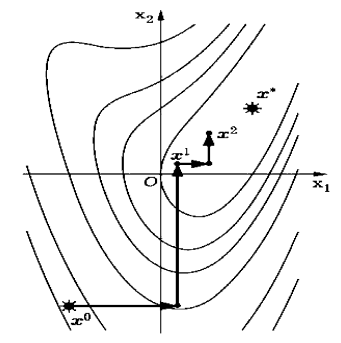 x₂
x*
x²
x¹
O
x₁
x⁰